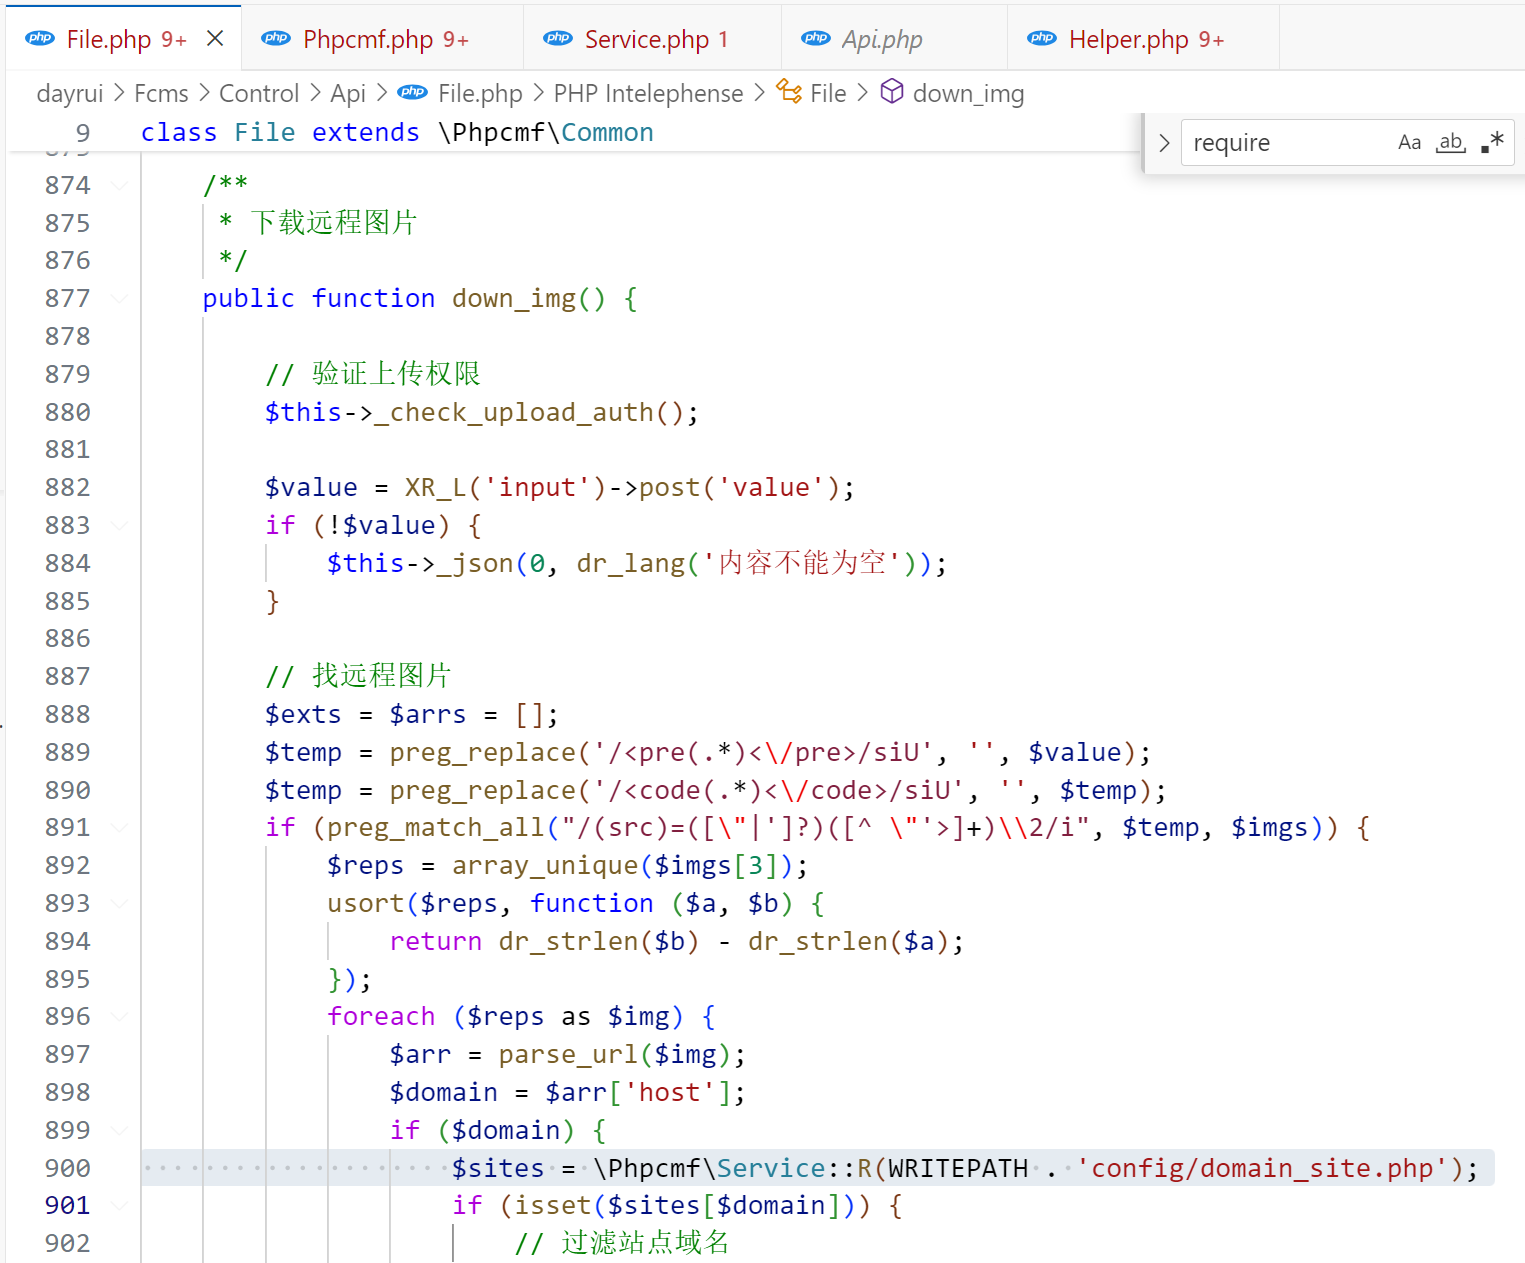 php File.php 9+ × php Phpcmf.php 9+ php Service.php 1 php Api.php php Helper.php 9+
dayrui > Fcms > Control > Api > php File.php > PHP Intelephense > File > down_img
9 class File extends \Phpcmf\Common
> require Aa ab .*
874 /**
875 * 下载远程图片
876 */
877 public function down_img() {
878
879 // 验证上传权限
880 $this->_check_upload_auth();
881
882 $value = XR_L('input')->post('value');
883 if (!$value) {
884 $this->_json(0, dr_lang('内容不能为空'));
885 }
886
887 // 找远程图片
888 $exts = $arrs = [];
889 $temp = preg_replace('/<pre(.*)<\/pre>/siU', '', $value);
890 $temp = preg_replace('/<code(.*)<\/code>/siU', '', $temp);
891 if (preg_match_all("/(src)=([\"|']?)([^ \"'>]+)\\2/i", $temp, $imgs)) {
892 $reps = array_unique($imgs[3]);
893 usort($reps, function ($a, $b) {
894 return dr_strlen($b) - dr_strlen($a);
895 });
896 foreach ($reps as $img) {
897 $arr = parse_url($img);
898 $domain = $arr['host'];
899 if ($domain) {
900 $sites = \Phpcmf\Service::R(WRITEPATH . 'config/domain_site.php');
901 if (isset($sites[$domain])) {
902 // 过滤站点域名